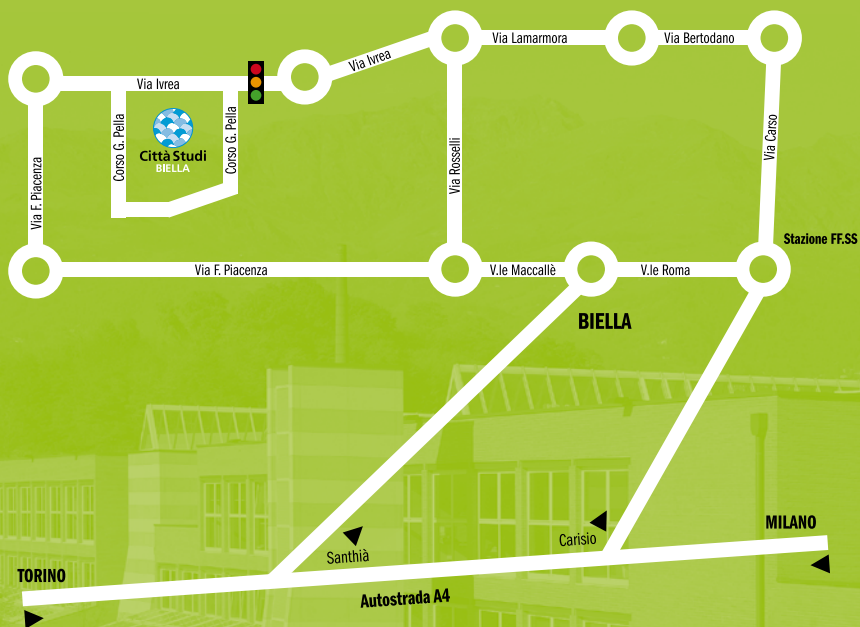 Via Lamarmora
Via Bertodano
Via Ivrea
Via Ivrea
Corso G. Pella
Corso G. Pella
Città Studi
BIELLA
Via F. Piacenza
Via Rosselli
Via Carso
Stazione FF.SS
Via F. Piacenza
V.le Maccallè
V.le Roma
BIELLA
MILANO
Carisio
Santhià
TORINO
Autostrada A4